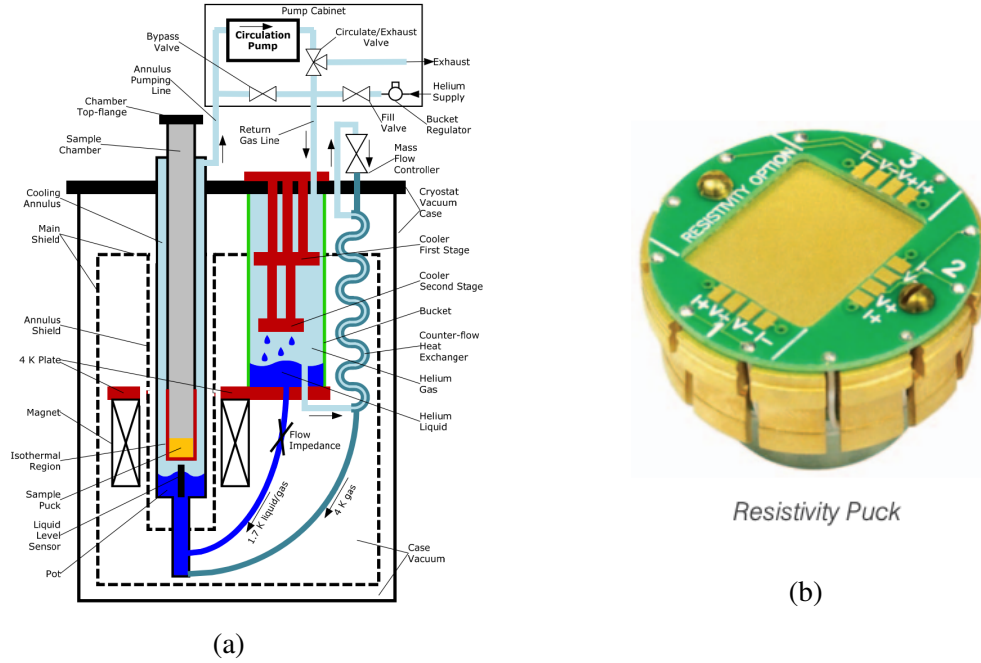 Pump Cabinet
Bypass
Valve
Circulation
Pump
Circulate/Exhaust
Valve
Exhaust
Annulus
Pumping
Line
Helium
Supply
Chamber
Top-flange
Return
Gas Line
Fill
Valve
Bucket
Regulator
Sample
Chamber
Mass
Flow
Controller
Cooling
Annulus
Cryostat
Vacuum
Case
Main
Shield
Cooler
First Stage
Cooler
Second Stage
Annulus
Shield
Bucket
Counter-flow
Heat
Exchanger
4 K Plate
Helium
Gas
Magnet
Helium
Liquid
Flow
Impedance
Isothermal
Region
Sample
Puck
1.7 K liquid/gas
4 K gas
Liquid
Level
Sensor
Case
Vacuum
Pot
(a)
RESISTIVITY OPTION
3
I-V-V+I+
2
V+
I+
1
I+V+V-I-
Resistivity Puck
(b)